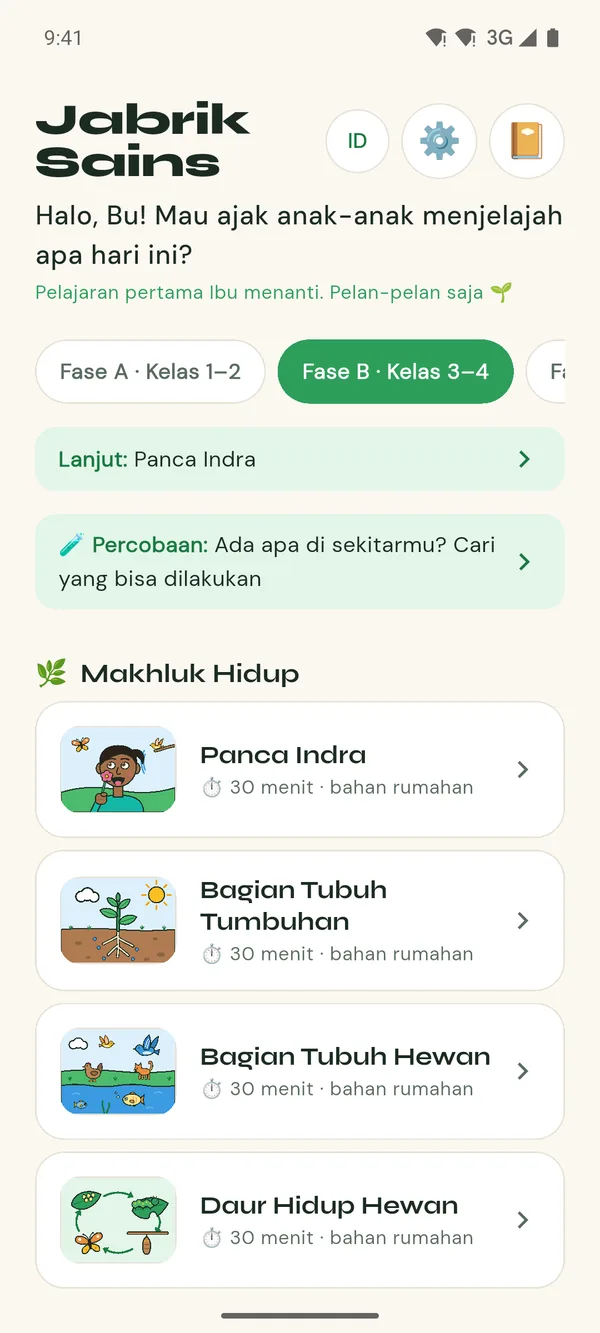 9:41
3G
Jabrik
Sains
ID
Halo, Bu! Mau ajak anak-anak menjelajah
apa hari ini?
Pelajaran pertama Ibu menanti. Pelan-pelan saja 🌱
Fase A · Kelas 1–2
Fase B · Kelas 3–4
Lanjut: Panca Indra
🧪 Percobaan: Ada apa di sekitarmu? Cari
yang bisa dilakukan
🌿 Makhluk Hidup
Panca Indra
⏱️ 30 menit · bahan rumahan
Bagian Tubuh
Tumbuhan
⏱️ 30 menit · bahan rumahan
Bagian Tubuh Hewan
⏱️ 30 menit · bahan rumahan
Daur Hidup Hewan
⏱️ 30 menit · bahan rumahan